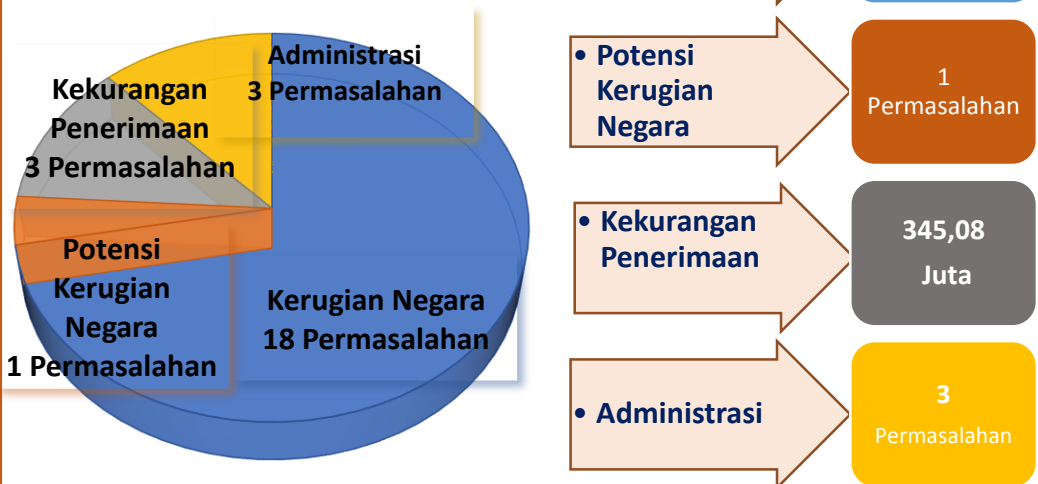 Administrasi
3 Permasalahan
Kekurangan
Penerimaan
3 Permasalahan
Potensi
Kerugian
Negara
1 Permasalahan
Kerugian Negara
18 Permasalahan
• Potensi
Kerugian
Negara
1
Permasalahan
• Kekurangan
Penerimaan
345,08
Juta
• Administrasi
3
Permasalahan